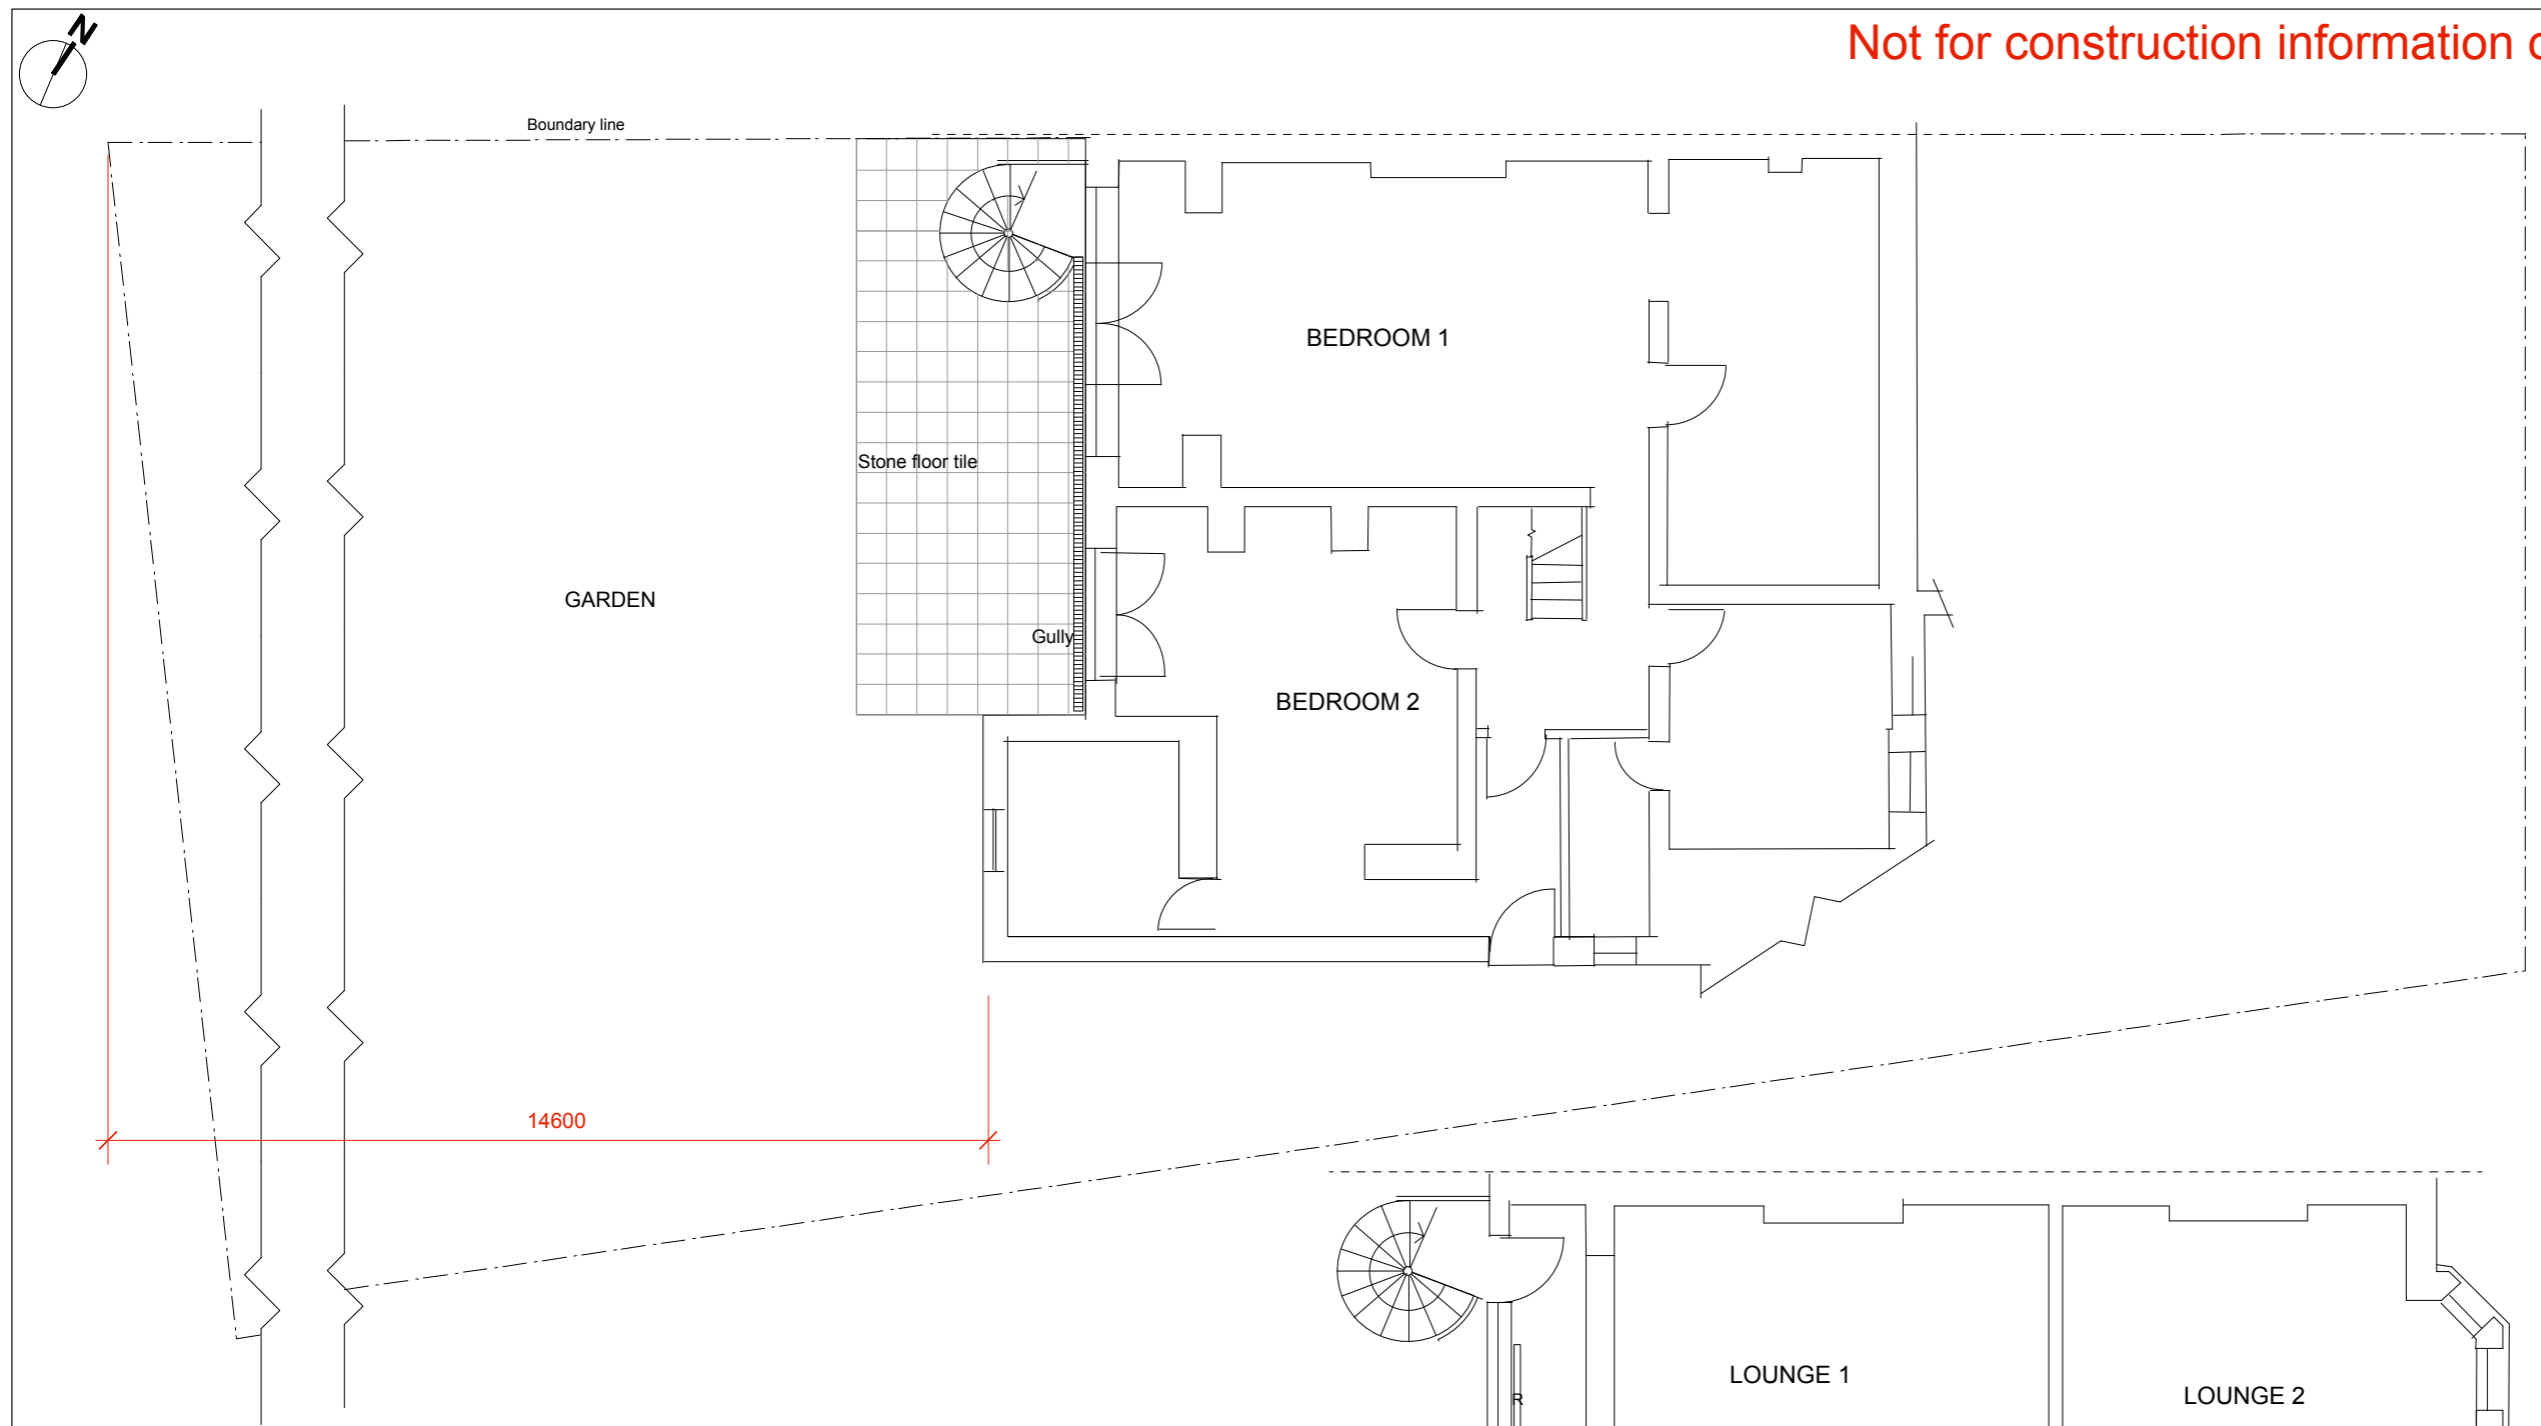 N
Not for construction information
Boundary line
BEDROOM 1
Stone floor tile
GARDEN
Gully
BEDROOM 2
14600
LOUNGE 1
R
LOUNGE 2